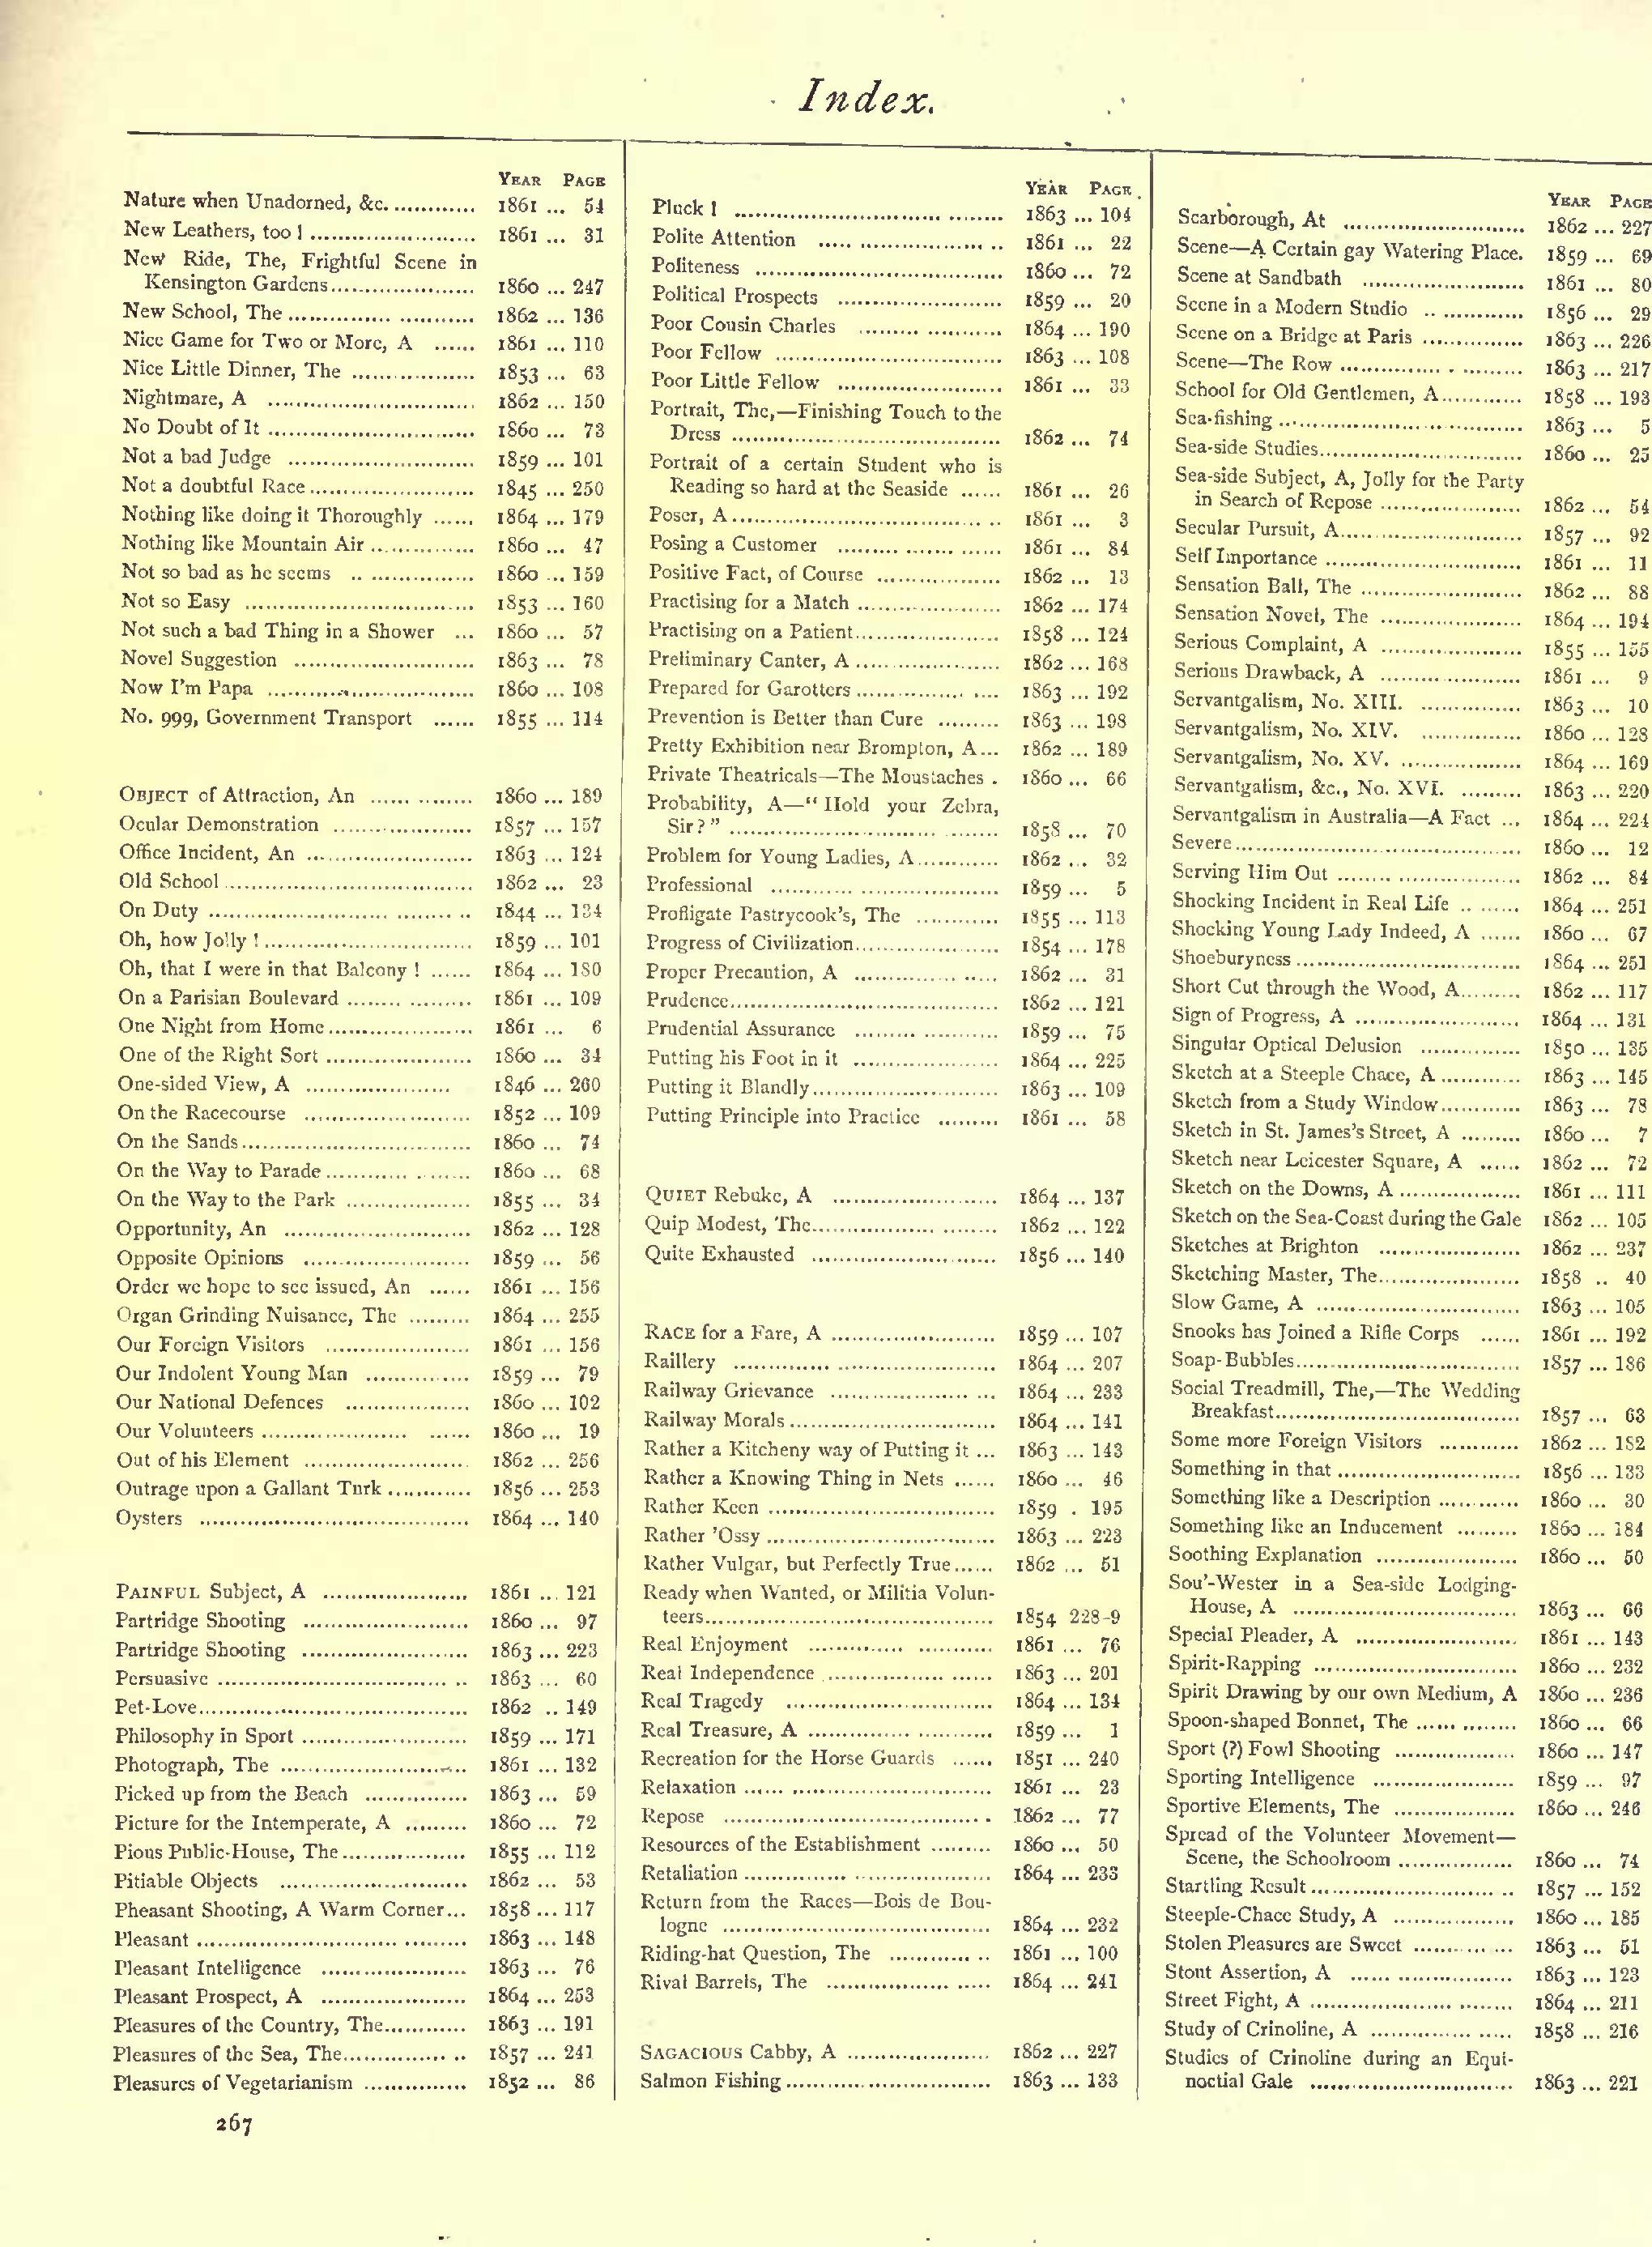 Index.
YEAR PAGE
Nature when Unadorned, &c. ............ 1861 ... 54
New Leathers, too! ........................ 1861 ... 31
New Ride, The, Frightful Scene in
Kensington Gardens..................... 1860 ... 247
New School, The ........................... 1862 ... 136
Nice Game for Two or More, A ...... 1861 ... 110
Nice Little Dinner, The .................. 1853 ... 63
Nightmare, A .............................. 1862 ... 150
No Doubt of It .............................. 1860 ... 73
Not a bad Judge ........................... 1859 ... 101
Not a doubtful Race........................ 1845 ... 250
Nothing like doing it Thoroughly ...... 1864 ... 179
Nothing like Mountain Air ............... 1860 ... 47
Not so bad as he seems .. ............... 1860 ... 159
Not so Easy ................................. 1853 ... 160
Not such a bad Thing in a Shower ... 1860 ... 57
Novel Suggestion .......................... 1863 ... 78
Now I'm Papa .............................. 1860 ... 108
No. 999, Government Transport ...... 1855 ... 114
OBJECT of Attraction, An ...... ........ 1860 ... 189
Ocular Demonstration .................... 1857 ... 157
Office Incident, An ........................ 1863 ... 124
Old School .................................... 1862 ... 23
On Duty ........................... ........ .. 1844 ... 134
Oh, how Jolly !.............................. 1859 ... 101
Oh, that I were in that Balcony ! ...... 1864 ... 180
On a Parisian Boulevard ........ ......... 1861 ... 109
One Night from Home..................... 1861 ... 6
One of the Right Sort ..................... 1860 ... 34
One-sided View, A ..................... 1846 ... 260
On the Racecourse ........................ 1852 ... 109
On the Sands................................. 1860 ... 74
On the Way to Parade ............. ....... 1860 ... 68
On the Way to the Park .................. 1855 ... 34
Opportunity, An ........................... 1862 ... 128
Opposite Opinions ........................ 1859 ... 56
Order we hope to see issued, An ...... 1861 ... 156
Organ Grinding Nuisance, The ......... 1864 ... 255
Our Foreign Visitors ..................... 1861 ... 156
Our Indolent Young Man ............... 1859 ... 79
Our National Defences .................. 1860 ... 102
Our Volunteers ..................... ...... 1860 ... 19
Out of his Element ........................ 1862 ... 256
Outrage upon a Gallant Turk ............ 1856 ... 253
Oysters ....................................... 1864 ... 140
PAINFUL Subject, A ..................... 1861 ... 121
Partridge Shooting ........................ 1860 ... 97
Partridge Shooting ........................ 1863 ... 223
Persuasive ................................ .. 1863 ... 60
Pet-Love....................................... 1862 .. 149
Philosophy in Sport ........................ 1859 ... 171
Photograph, The ........................... 1861 ... 132
Picked up from the Beach ............... 1863 ... 59
Picture for the Intemperate, A ......... 1860 ... 72
Pious Public-House, The.................. 1855 ... 112
Pitiable Objects ........................... 1862 ... 53
Pheasant Shooting, A Warm Corner... 1858 ... 117
Pleasant ............................. ......... 1863 ... 148
Pleasant Intelligence ..................... 1863 ... 76
Pleasant Prospect, A ..................... 1864 ... 253
Pleasures of the Country, The............ 1863 ... 191
Pleasures of the Sea, The............... .. 1857 ... 241
Pleasures of Vegetarianism ............... 1852 ... 86
267
YEAR PAGE
Pluck ! .............................. ........ 1863 ... 104
Polite Attention ..... ..................... .. 1861 ... 22
Politeness .................................... 1860 ... 72
Political Prospects ........................ 1859 ... 20
Poor Cousin Charles ......... ........... 1864 ... 190
Poor Fellow ................................. 1863 ... 108
Poor Little Fellow ........................ 1861 ... 33
Portrait, The,—Finishing Touch to the
Dress ....................................... 1862 ... 74
Portrait of a certain Student who is
Reading so hard at the Seaside ...... 1861 ... 26
Poser, A.................................... .. 1861 ... 3
Posing a Customer ......... ........ ...... 1861 ... 84
Positive Fact, of Course .................. 1862 ... 13
Practising for a Match ..................... 1862 ... 174
Practising on a Patient..................... 1858 ... 124
Preliminary Canter, A ..................... 1862 ... 168
Prepared for Garotters ................ .... 1863 ... 192
Prevention is Better than Cure ......... 1863 ... 198
Pretty Exhibition near Brompton, A... 1862 ... 189
Private Theatricals—The Moustaches . 1860 ... 66
Probability, A—“ Hold your Zebra,
Sir?” ............................... ....... 1858 ... 70
Problem for Young Ladies, A............ 1862 ... 32
Professional ................................. 1859 ... 5
Profligate Pastrycook's, The ............ 1855 ... 113
Progress of Civilization..................... 1854 ... 178
Proper Precaution, A ............... ..... 1862 ... 31
Prudence....................................... 1862 ... 121
Prudential Assurance ......... ........... 1859 ... 75
Putting his Foot in it ..................... 1864 ... 225
Putting it Blandly........................... 1863 ... 109
Putting Principle into Practice ......... 1861 ... 58
QUIET Rebuke, A ........................ 1864 ... 137
Quip Modest, The................... ........ 1862 ... 122
Quite Exhausted ........................... 1856 ... 140
RACE for a Fare, A ........................ 1859 ... 107
Raillery .............. ....................... 1864 ... 207
Railway Grievance .................... ... 1864 ... 233
Railway Morals .............................. 1864 ... 141
Rather a Kitcheny way of Putting it ... 1863 ... 143
Rather a Knowing Thing in Nets ...... 1860 ... 46
Rather Keen ................................. 1859 . 195
Rather 'Ossy ................................. 1863 ... 223
Rather Vulgar, but Perfectly True...... 1862 ... 51
Ready when Wanted, or Militia Volun-
teers.......................................... 1854 228-9
Real Enjoyment .............. ........... 1861 ... 76
Real Independence .................. ...... 1863 ... 201
Real Tragedy .............................. 1864 ... 134
Real Treasure, A ........................... 1859 ... 1
Recreation for the Horse Guards ...... 1851 ... 240
Relaxation ...... ............................. 1861 ... 23
Repose ....................................... 1862 ... 77
Resources of the Establishment ......... 1860 ... 50
Retaliation ............... .................... 1864 ... 233
Return from the Races—Bois de Bou-
logne ....................................... 1864 ... 232
Riding-hat Question, The ............ .. 1861 ... 100
Rival Barrels, The .................. ..... 1864 ... 241
SAGACIOUS Cabby, A ..................... 1862 ... 227
Salmon Fishing .............................. 1863 ... 133
YEAR PAGE
Scarborough, At ........................... 1862 ... 227
Scene—A Certain gay Watering Place. 1859 ... 69
Scene at Sandbath ........................ 1861 ... 80
Scene in a Modern Studio .. ............ 1856 ... 29
Scene on a Bridge at Paris ............... 1863 ... 226
Scene—The Row ............... . ......... 1863 ... 217
School for Old Gentlemen, A............ 1858 ... 193
Sea-fishing .................................... 1863 ... 5
Sea-side Studies.............................. 1860 ... 25
Sea-side Subject, A, Jolly for the Party
in Search of Repose ..................... 1862 ... 54
Secular Pursuit, A........................... 1857 ... 92
Self Importance .............................. 1861 ... 11
Sensation Ball, The ........................ 1862 ... 88
Sensation Novel, The ..................... 1864 ... 194
Serious Complaint, A ..................... 1855 ... 155
Serious Drawback, A ..................... 1861 ... 9
Servantgalism, No. XIII. ............... 1863 ... 10
Servantgalism, No. XIV. ............... 1860 ... 128
Servantgalism, No. XV. .................. 1864 ... 169
Servantgalism, &c., No. XVI. ......... 1863 ... 220
Servantgalism in Australia—A Fact ... 1864 ... 224
Severe.......................................... 1860 ... 12
Serving Him Out ........ .................. 1862 ... 84
Shocking Incident in Real Life .. ...... 1864 ... 251
Shocking Young Lady Indeed, A ...... 1860 ... 67
Shoeburyness ................................. 1864 ... 251
Short Cut through the Wood, A......... 1862 ... 117
Sign of Progress, A ........................ 1864 ... 131
Singular Optical Delusion ............... 1850 ... 135
Sketch at a Steeple Chace, A ............ 1863 ... 145
Sketch from a Study Window............ 1863 ... 78
Sketch in St. James's Street, A ......... 1860 ... 7
Sketch near Leicester Square, A ...... 1862 ... 72
Sketch on the Downs, A .................. 1861 ... 111
Sketch on the Sea-Coast during the Gale 1862 ... 105
Sketches at Brighton ..................... 1862 ... 237
Sketching Master, The..................... 1858 .. 40
Slow Game, A .............................. 1863 ... 105
Snooks has Joined a Rifle Corps ...... 1861 ... 192
Soap-Bubbles................................. 1857 ... 186
Social Treadmill, The,—The Wedding
Breakfast.................................... 1857 ... 63
Some more Foreign Visitors ............ 1862 ... 182
Something in that ........................... 1856 ... 133
Something like a Description ............ 1860 ... 30
Something like an Inducement ......... 1860 ... 184
Soothing Explanation ..................... 1860 ... 50
Sou'-Wester in a Sea-side Lodging-
House, A ................................. 1863 ... 66
Special Pleader, A ........................ 1861 ... 143
Spirit-Rapping .............................. 1860 ... 232
Spirit Drawing by our own Medium, A 1860 ... 236
Spoon-shaped Bonnet, The ...... ........ 1860 ... 66
Sport (?) Fowl Shooting .................. 1860 ... 147
Sporting Intelligence ..................... 1859 ... 97
Sportive Elements, The .................. 1860 ... 246
Spread of the Volunteer Movement—
Scene, the Schoolroom ................. 1860 ... 74
Startling Result ........................... .. 1857 ... 152
Steeple-Chace Study, A .................. 1860 ... 185
Stolen Pleasures are Sweet ............... 1863 ... 51
Stout Assertion, A ...... ................. 1863 ... 123
Street Fight, A ..................... ........ 1864 ... 211
Study of Crinoline, A ............... ..... 1858 ... 216
Studies of Crinoline during an Equi-
noctial Gale .............................. 1863 ... 221